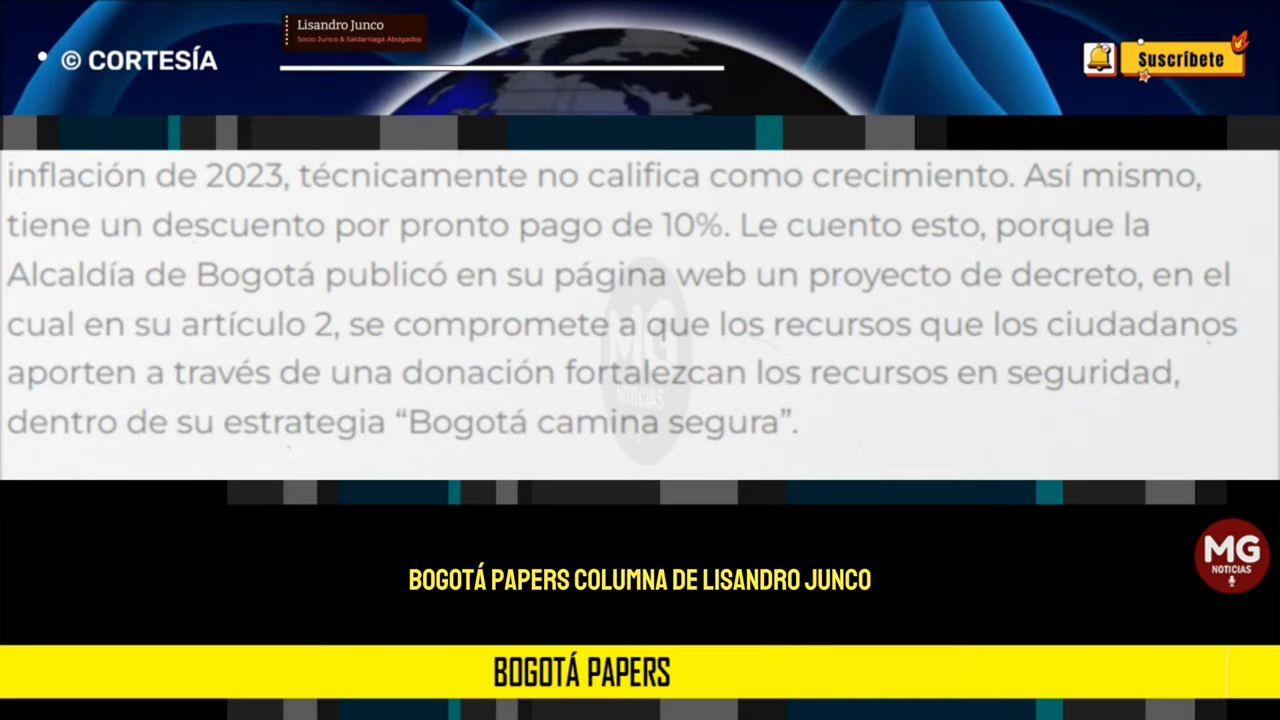 Lisandro Junco
Socio Junco & Saldarriaga Abogados
© CORTESÍA
Suscríbete
inflación de 2023, técnicamente no califica como crecimiento. Así mismo,
tiene un descuento por pronto pago de 10%. Le cuento esto, porque la
Alcaldía de Bogotá publicó en su página web un proyecto de decreto, en el
cual en su artículo 2, se compromete a que los recursos que los ciudadanos
aporten a través de una donación fortalezcan los recursos en seguridad,
dentro de su estrategia “Bogotá camina segura”.
MG
NOTICIAS
BOGOTÁ PAPERS COLUMNA DE LISANDRO JUNCO
MG
NOTICIAS
BOGOTÁ PAPERS